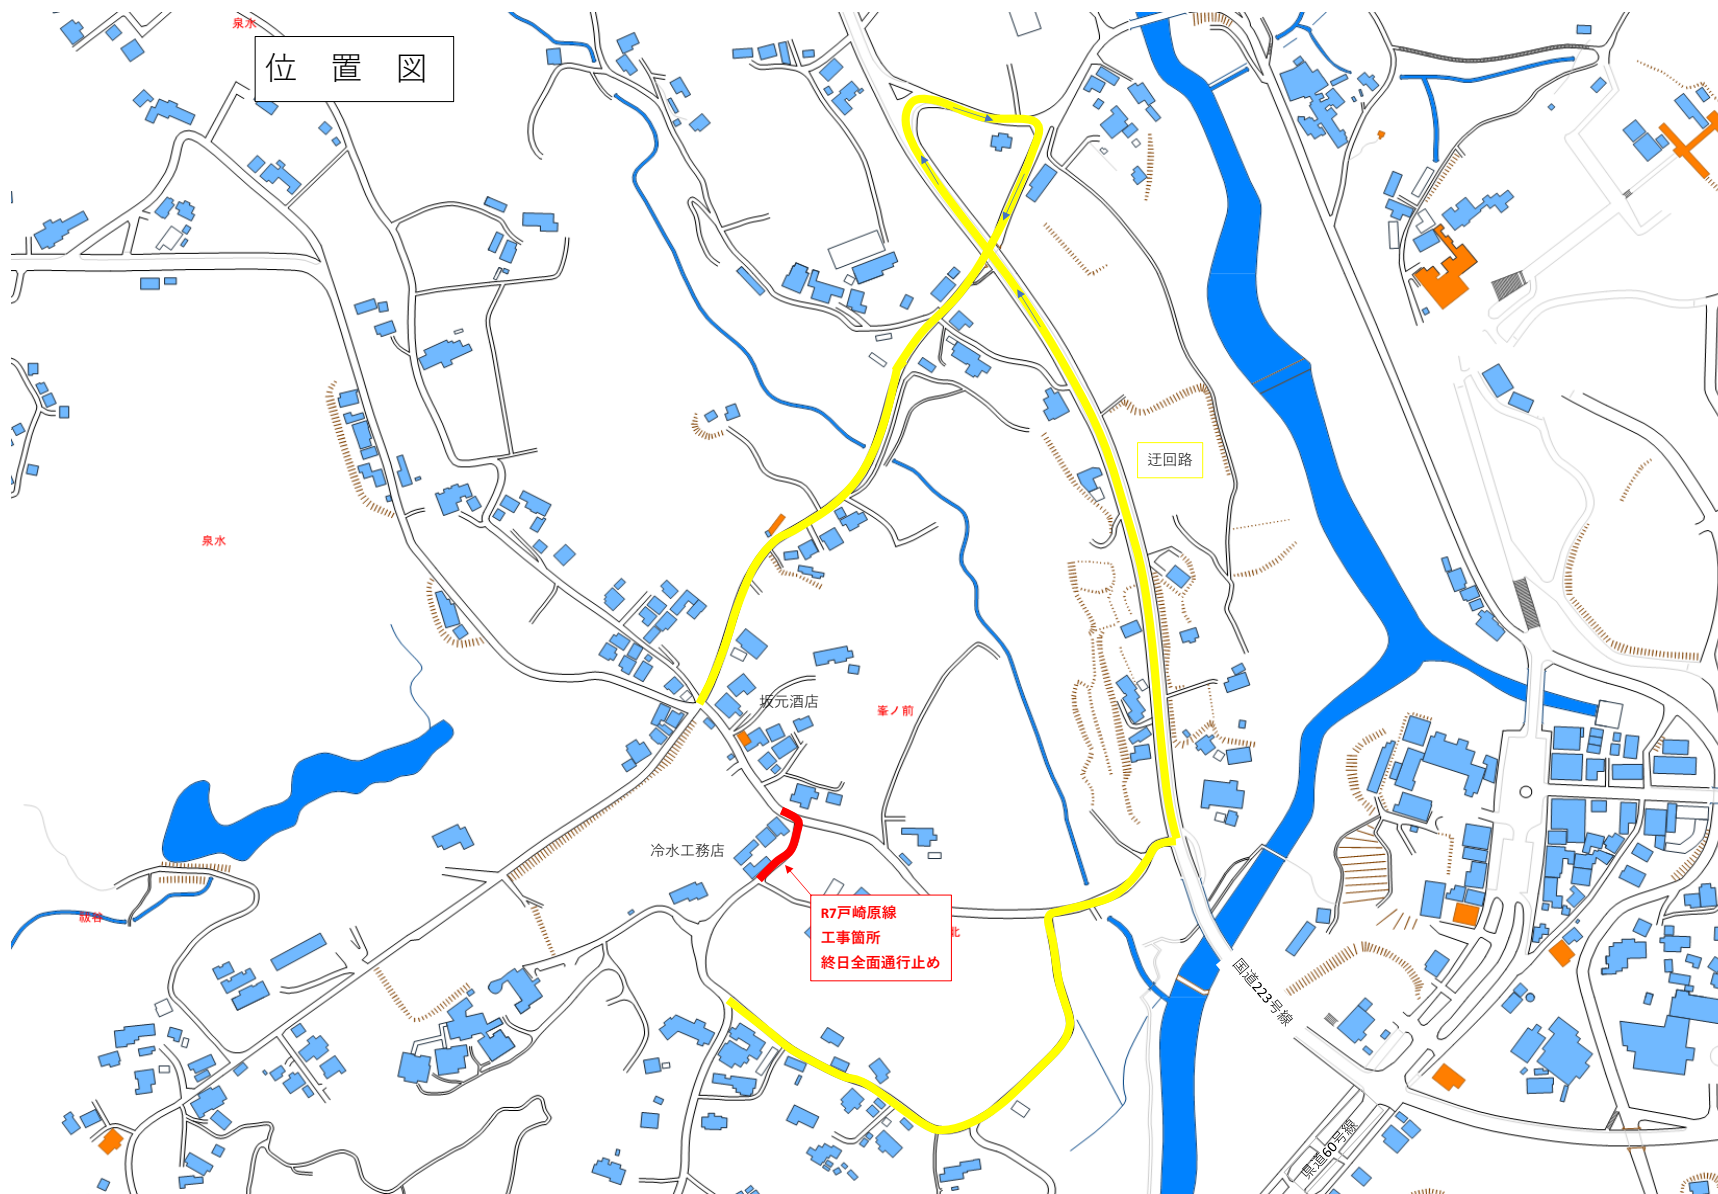 泉水
位 置 図
迂回路
泉水
坂元酒店
峯ノ前
冷水工務店
R7戸崎原線
工事箇所
終日全面通行止め
北
国道223号線
県道60号線